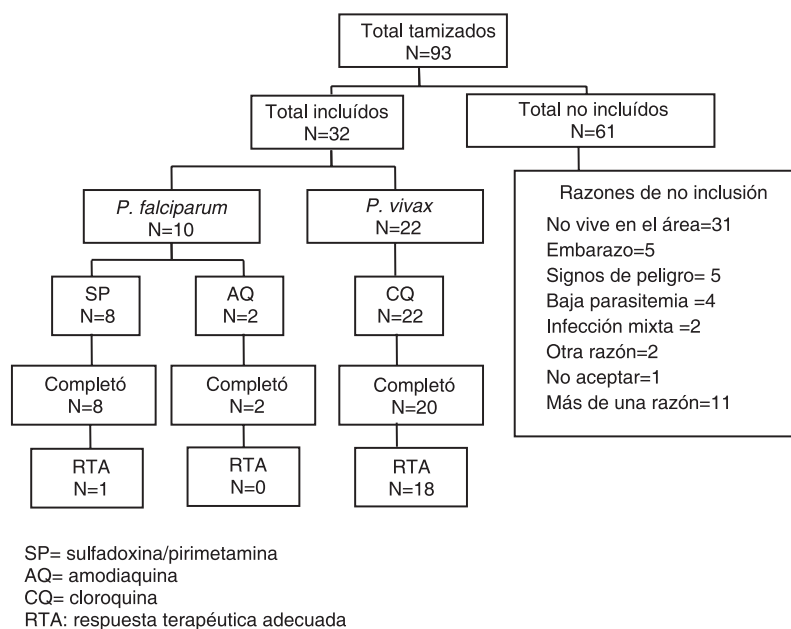 Total tamizados
N=93
Total incluídos
N=32
Total no incluídos
N=61
P. falciparum
N=10
P. vivax
N=22
Razones de no inclusión
No vive en el área=31
Embarazo=5
Signos de peligro=5
Baja parasitemia =4
Infección mixta =2
Otra razón=2
No aceptar=1
Más de una razón=11
SP
N=8
AQ
N=2
CQ
N=22
Completó
N=8
Completó
N=2
Completó
N=20
RTA
N=1
RTA
N=0
RTA
N=18
SP= sulfadoxina/pirimetamina
AQ= amodiaquina
CQ= cloroquina
RTA: respuesta terapéutica adecuada